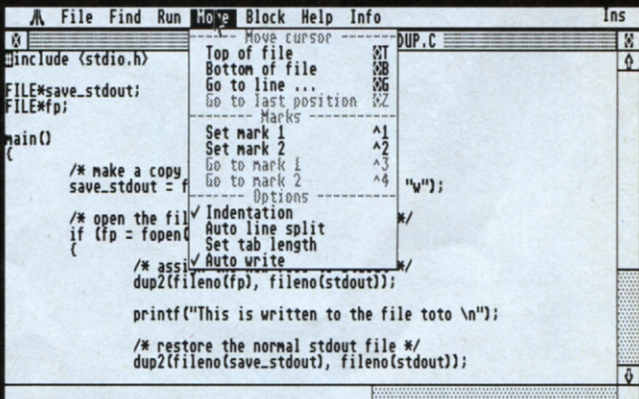 File Find Run Move Block Help Info Ins
Move cursor DUP.C
#include <stdio.h>
Top of file T
Bottom of file B
FILE*save_stdout;
Go to line ... G
FILE*fp;
Go to last position Z
Marks
main()
Set mark 1 ^1
{
Set mark 2 ^2
/* make a copy
Go to mark 1 ^3
save_stdout = f "w");
Go to mark 2 ^4
Options
/* open the fil */
✓ Indentation
if (fp = fopen(
Auto line split
{
Set tab length
/* assi */
✓ Auto write
dup2(fileno(fp), fileno(stdout));
printf("This is written to the file toto \n");
/* restore the normal stdout file */
dup2(fileno(save_stdout), fileno(stdout));